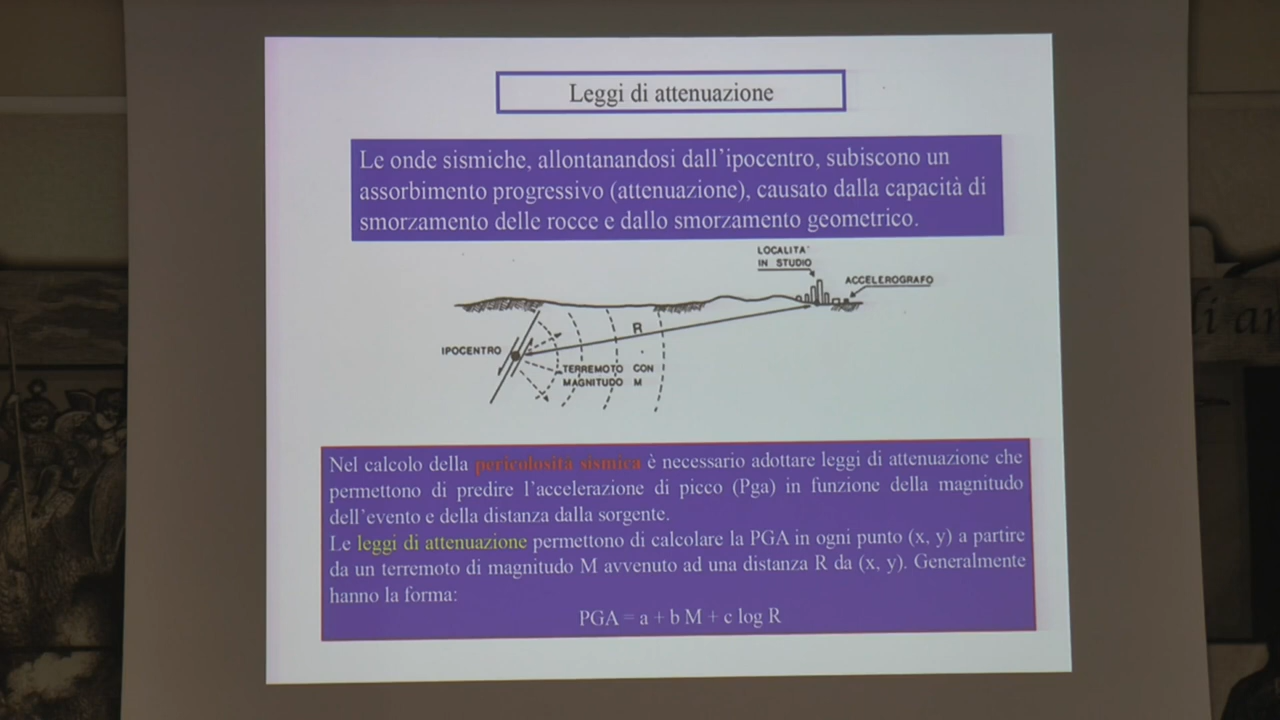 Leggi di attenuazione
Le onde sismiche, allontanandosi dall'ipocentro, subiscono un
assorbimento progressivo (attenuazione), causato dalla capacità di
smorzamento delle rocce e dallo smorzamento geometrico.
LOCALITA'
IN STUDIO
ACCELEROGRAFO
R
IPOCENTRO
TERREMOTO CON
MAGNITUDO M
Nel calcolo della pericolosità sismica è necessario adottare leggi di attenuazione che
permettono di predire l'accelerazione di picco (Pga) in funzione della magnitudo
dell'evento e della distanza dalla sorgente.
Le leggi di attenuazione permettono di calcolare la PGA in ogni punto (x, y) a partire
da un terremoto di magnitudo M avvenuto ad una distanza R da (x, y). Generalmente
hanno la forma:
PGA = a + b M + c log R